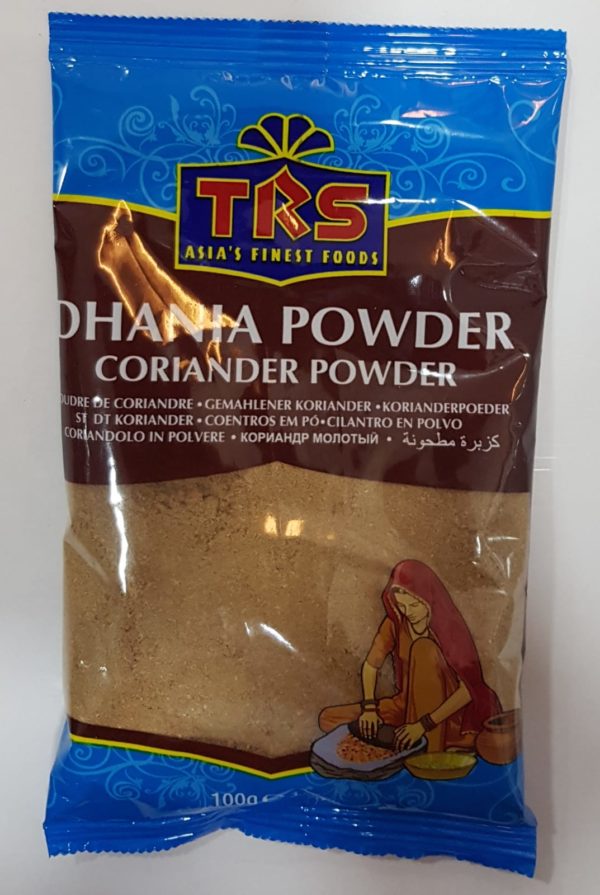 TRS
ASIA'S FINEST FOODS
DHANIA POWDER
CORIANDER POWDER
DE CORIANDRE • GEMAHLENER KORIANDER • KORIANDERPOEDER
KORIANDER • COENTROS EM PÓ • CILANTRO EN POLVO
CORIANDOLO IN POLVERE • КОРИАНДР МОЛОТЫЙ • كزبرة مطحونة
100g